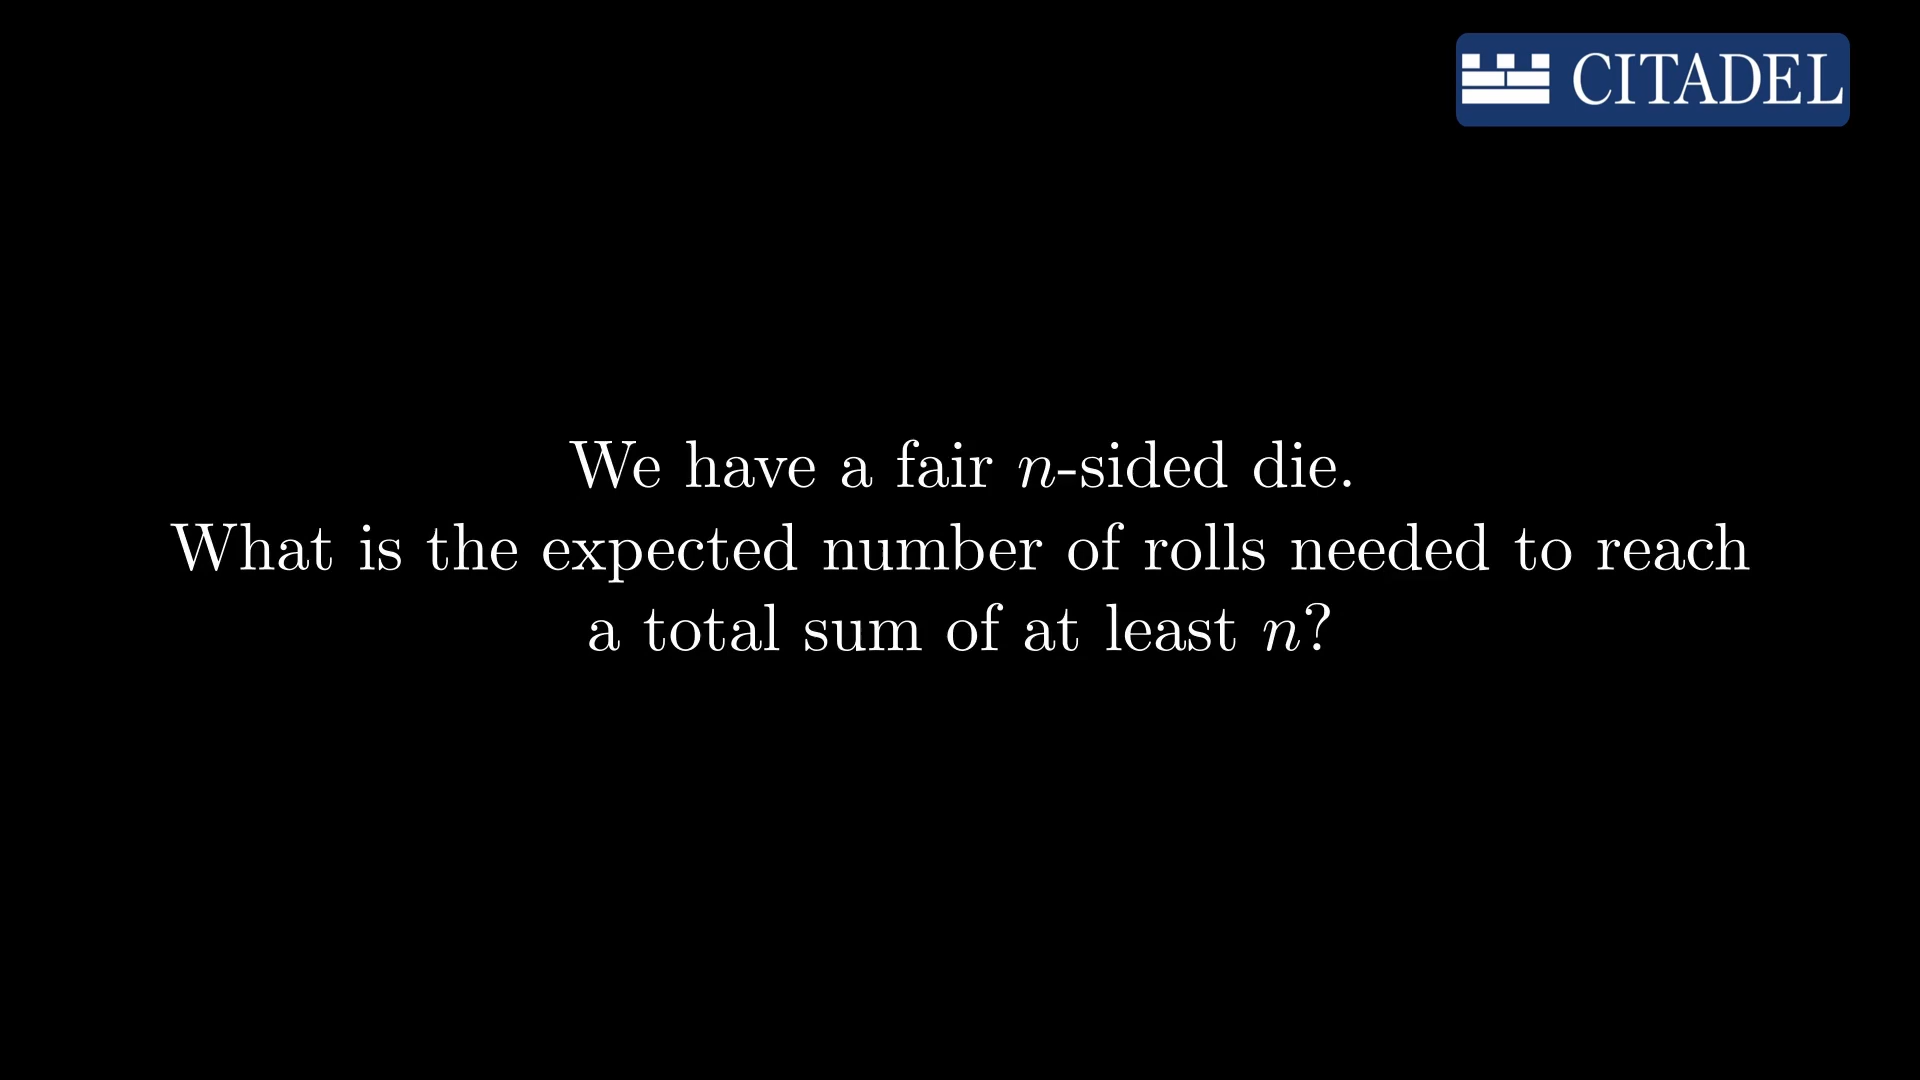 CITADEL
We have a fair n-sided die.
What is the expected number of rolls needed to reach
a total sum of at least n?